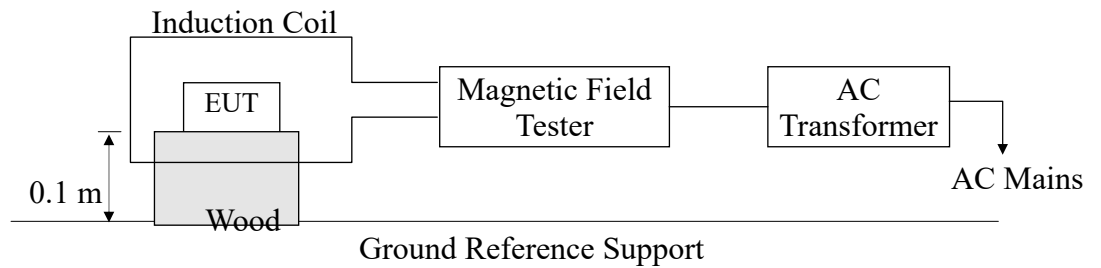 Induction Coil
EUT
Magnetic Field
Tester
AC
Transformer
AC Mains
0.1 m
Wood
Ground Reference Support